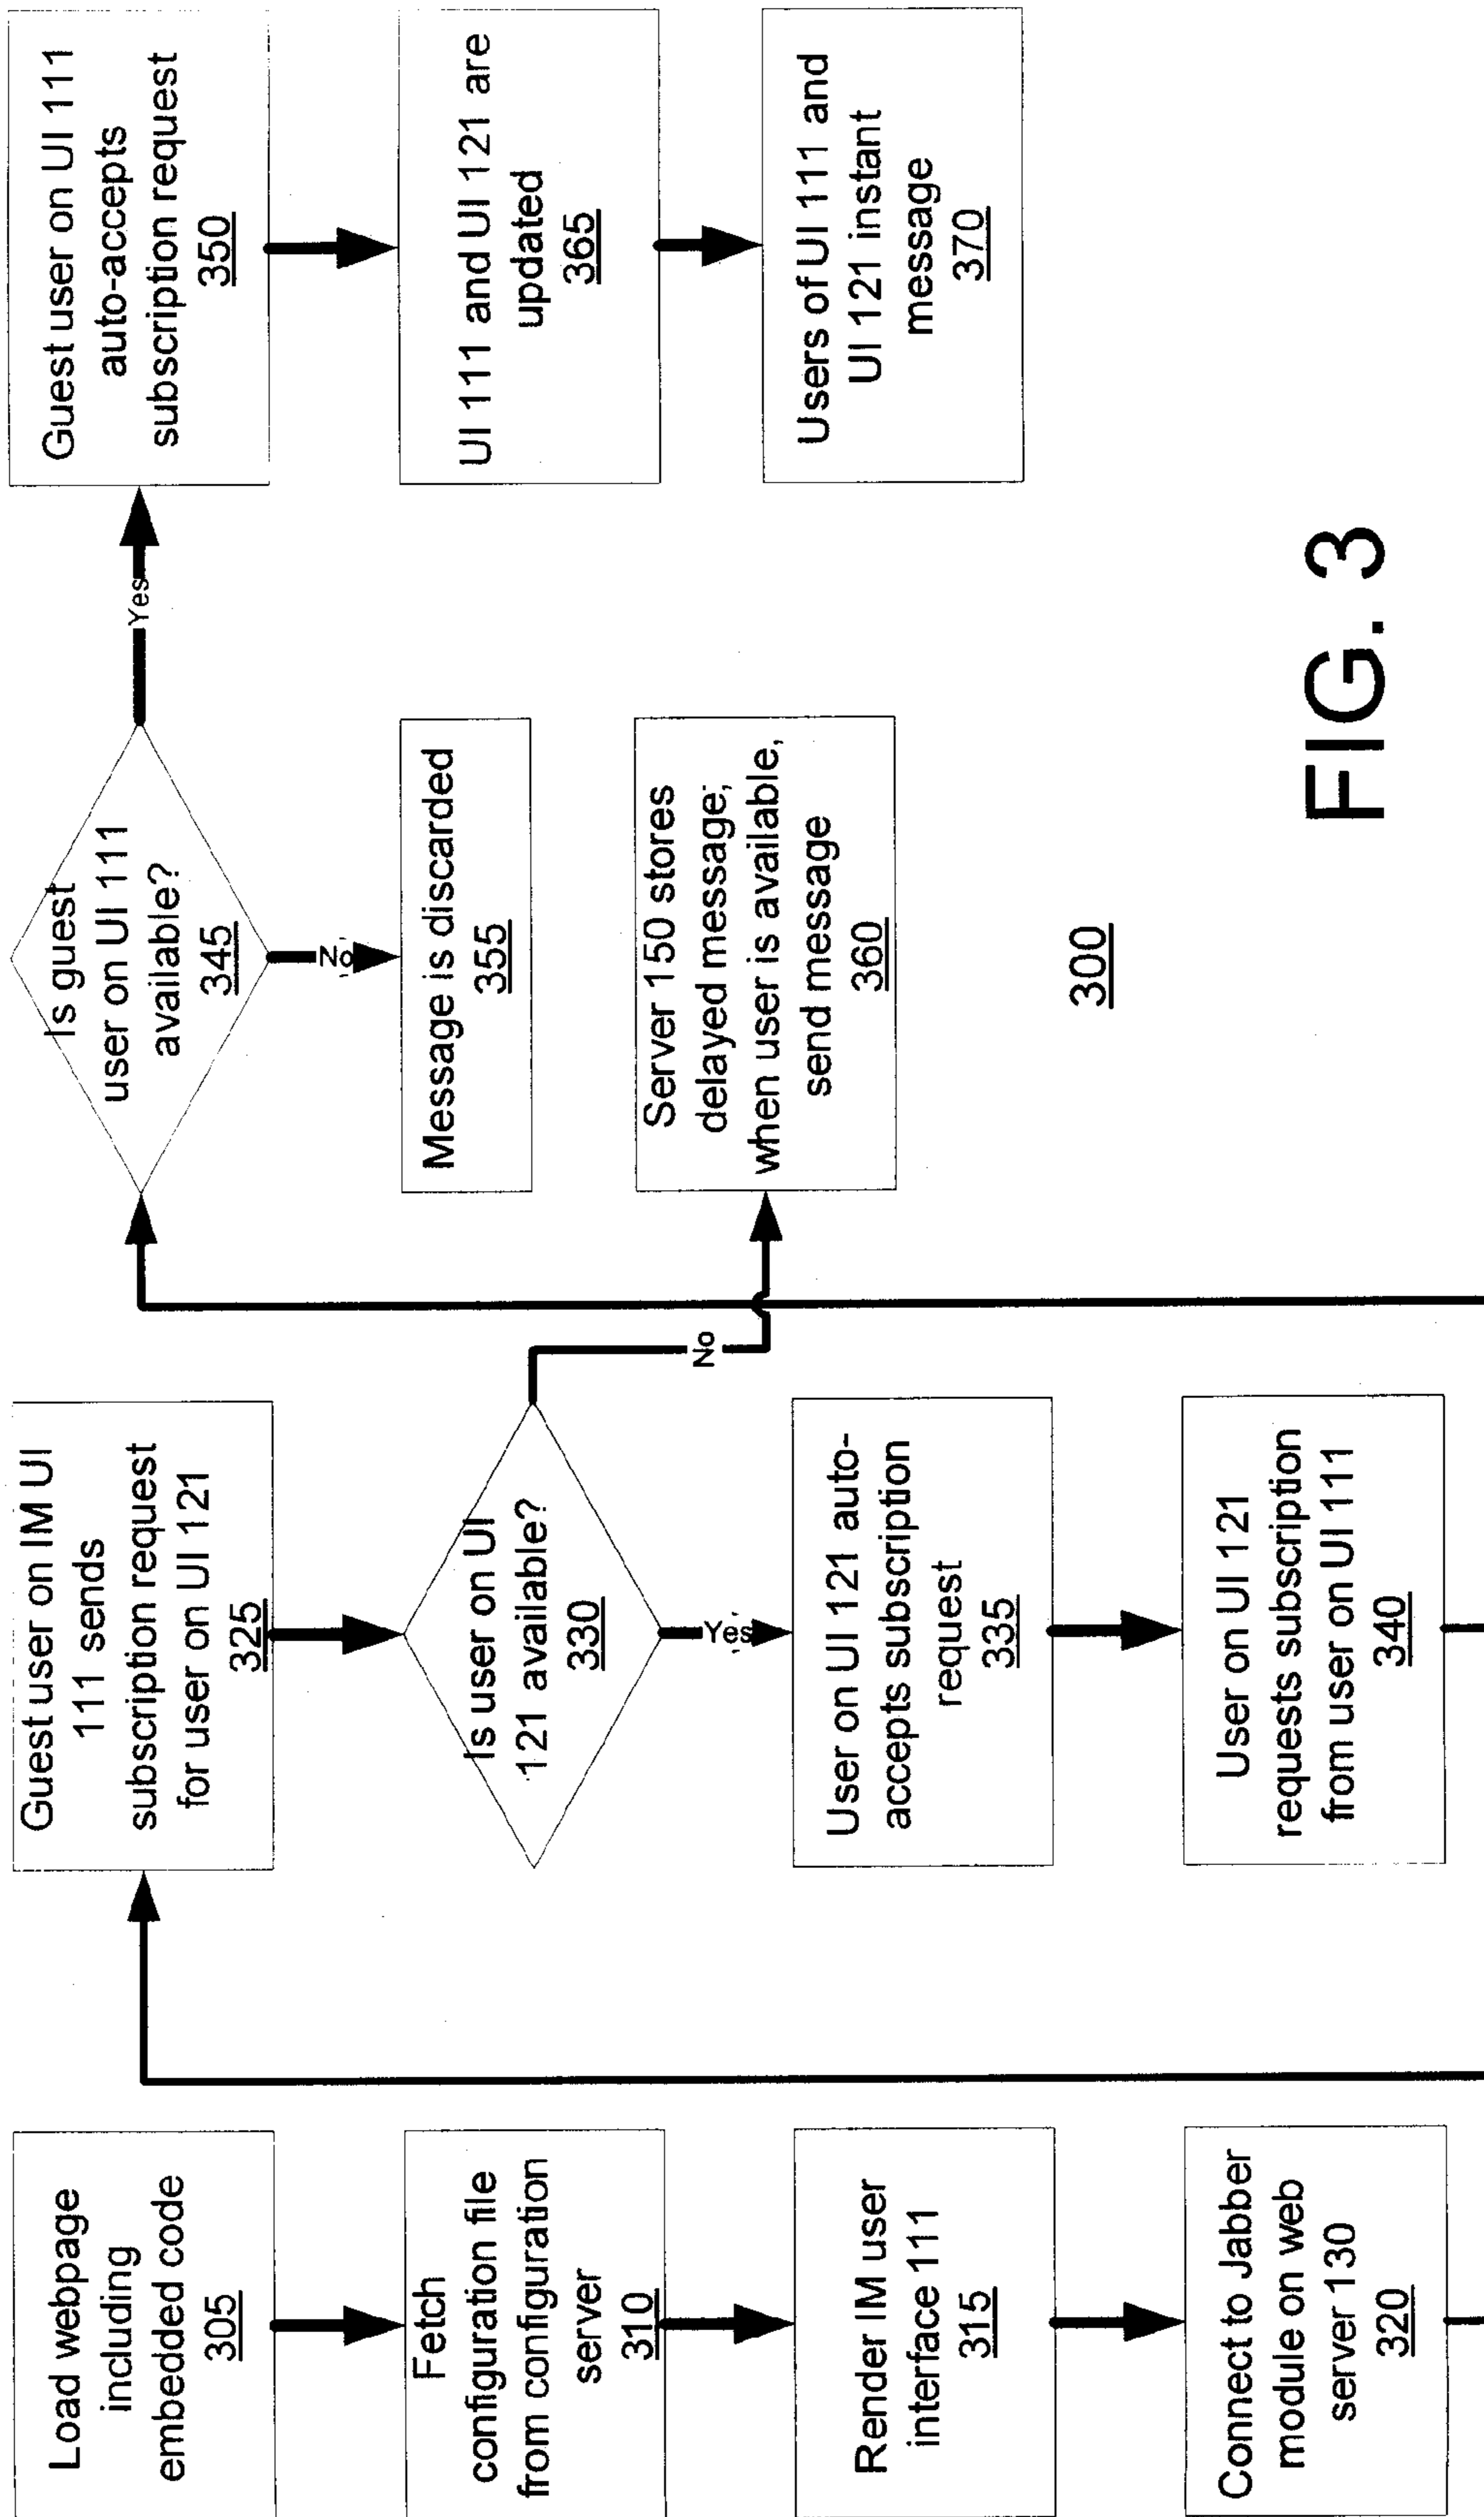 Load webpage
including
embedded code
305
Fetch
configuration file
from configuration
server
310
Render IM user
interface 111
315
Connect to Jabber
module on web
server 130
320
Guest user on IM UI
111 sends
subscription request
for user on UI 121
325
Is user on UI
121 available?
330
Yes
No
User on UI 121 auto-
accepts subscription
request
335
User on UI 121
requests subscription
from user on UI 111
340
Is guest
user on UI 111
available?
345
Yes
No
Message is discarded
355
Server 150 stores
delayed message;
when user is available,
send message
360
Guest user on UI 111
auto-accepts
subscription request
350
UI 111 and UI 121 are
updated
365
Users of UI 111 and
UI 121 instant
message
370
300
FIG. 3